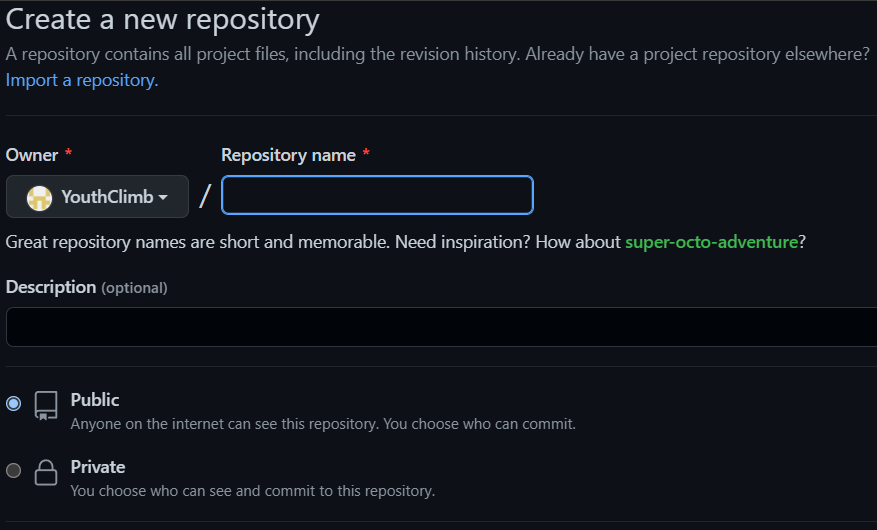 Create a new repository
A repository contains all project files, including the revision history. Already have a project repository elsewhere?
Import a repository.
Owner * Repository name *
YouthClimb /
Great repository names are short and memorable. Need inspiration? How about super-octo-adventure?
Description (optional)
Public
Anyone on the internet can see this repository. You choose who can commit.
Private
You choose who can see and commit to this repository.